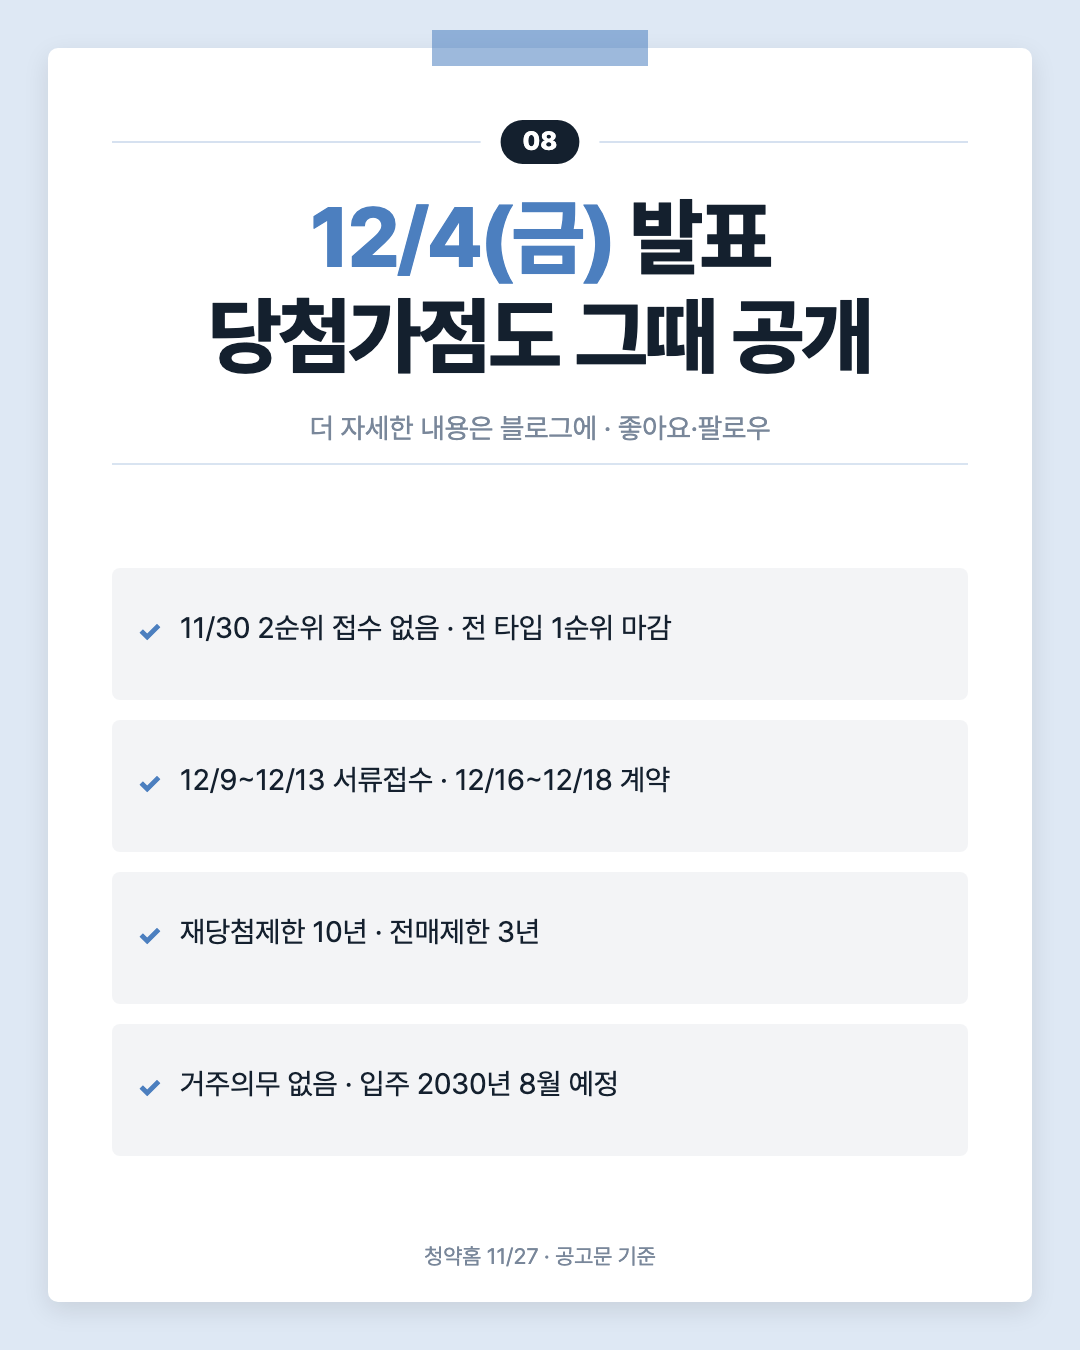 08
12/4(금) 발표
당첨가점도 그때 공개
더 자세한 내용은 블로그에 · 좋아요·팔로우
11/30 2순위 접수 없음 · 전 타입 1순위 마감
12/9~12/13 서류접수 · 12/16~12/18 계약
재당첨제한 10년 · 전매제한 3년
거주의무 없음 · 입주 2030년 8월 예정
청약홈 11/27 · 공고문 기준